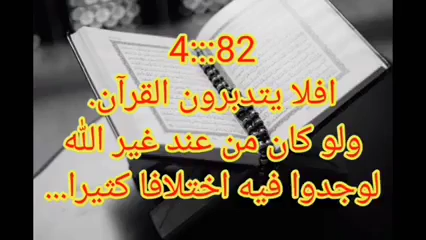 4:::82
افلا يتدبرون القرآن.
ولو كان من عند غير الله
لوجدوا فيه اختلافا كثيرا...